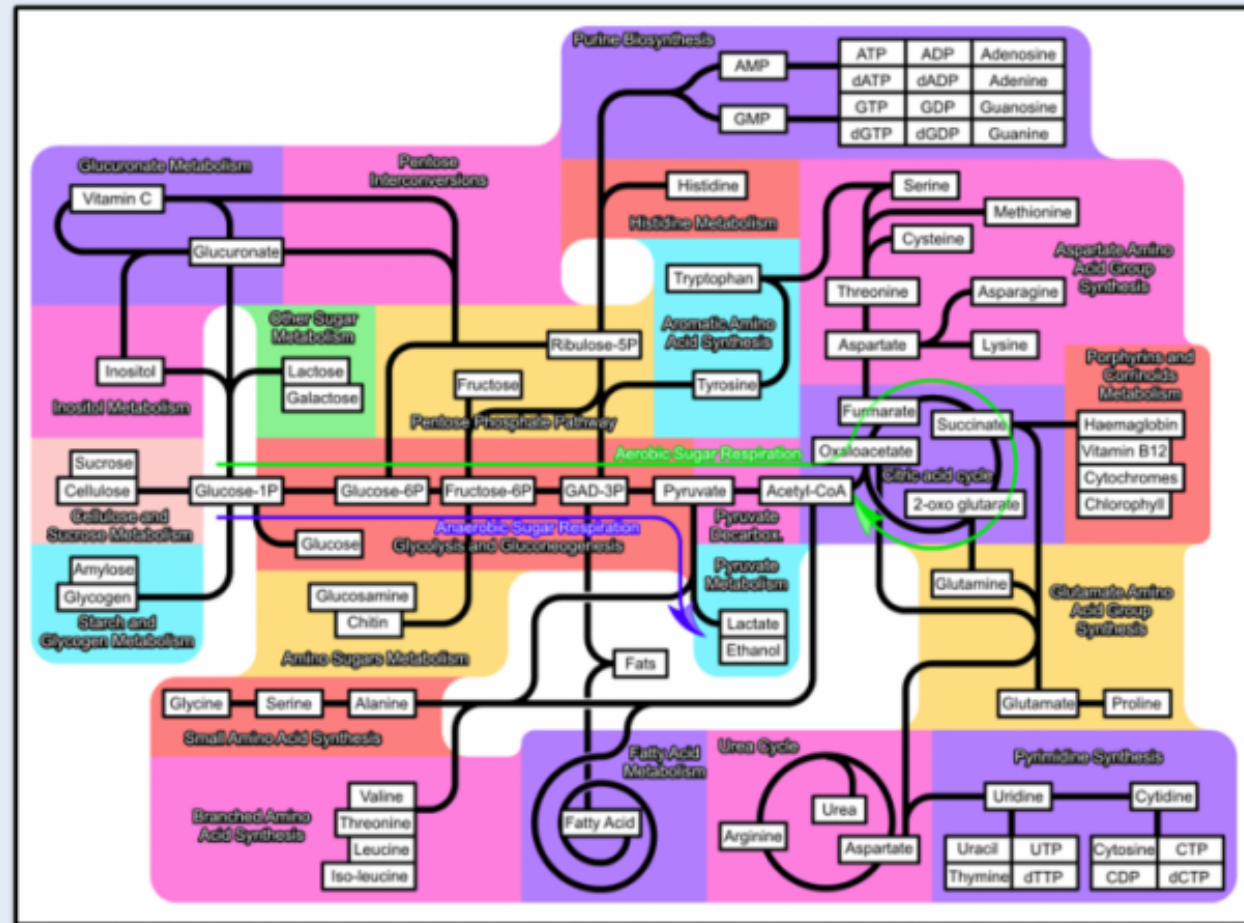 Purine Biosynthesis
AMP
GMP
ATP
ADP
Adenosine
dATP
dADP
Adenine
GTP
GDP
Guanosine
dGTP
dGDP
Guanine
Glucuronate Metabolism
Vitamin C
Glucuronate
Pentose
Interconversions
Histidine
Histidine Metabolism
Serine
Methionine
Cysteine
Threonine
Asparagine
Aspartate
Lysine
Aspartate Amino
Acid Group
Synthesis
Tryptophan
Aromatic Amino
Acid Synthesis
Tyrosine
Inositol
Inositol Metabolism
Other Sugar
Metabolism
Lactose
Galactose
Ribulose-5P
Fructose
Pentose Phosphate Pathway
Porphyrins and
Corrinoids
Metabolism
Haemaglobin
Vitamin B12
Cytochromes
Chlorophyll
Furmarate
Succinate
Oxaloacetate
Citric acid cycle
2-oxo glutarate
Sucrose
Cellulose
Cellulose and
Sucrose Metabolism
Aerobic Sugar Respiration
Glucose-1P
Glucose-6P
Fructose-6P
GAD-3P
Pyruvate
Acetyl-CoA
Anaerobic Sugar Respiration
Glycolysis and Gluconeogenesis
Glucose
Pyruvate
Decarbox.
Pyruvate
Metabolism
Lactate
Ethanol
Amylose
Glycogen
Starch and
Glycogen Metabolism
Glucosamine
Chitin
Amino Sugars Metabolism
Fats
Glutamine
Glutamate Amino
Acid Group
Synthesis
Glutamate
Proline
Glycine
Serine
Alanine
Small Amino Acid Synthesis
Branched Amino
Acid Synthesis
Valine
Threonine
Leucine
Iso-leucine
Fatty Acid
Metabolism
Fatty Acid
Urea Cycle
Urea
Arginine
Aspartate
Pyrimidine Synthesis
Uridine
Cytidine
Uracil
UTP
Thymine
dTTP
Cytosine
CTP
CDP
dCTP